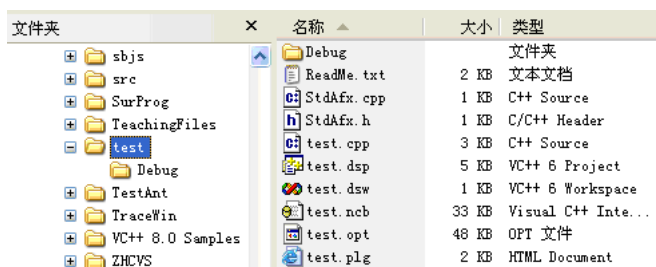 文件夹 ×
sbjs
src
SurProg
TeachingFiles
test
Debug
TestAnt
TraceWin
VC++ 8.0 Samples
ZHCVS
名称 大小 类型
Debug 文件夹
ReadMe.txt 2 KB 文本文档
StdAfx.cpp 1 KB C++ Source
StdAfx.h 1 KB C/C++ Header
test.cpp 3 KB C++ Source
test.dsp 5 KB VC++ 6 Project
test.dsw 1 KB VC++ 6 Workspace
test.ncb 33 KB Visual C++ Inte...
test.opt 48 KB OPT 文件
test.plg 2 KB HTML Document